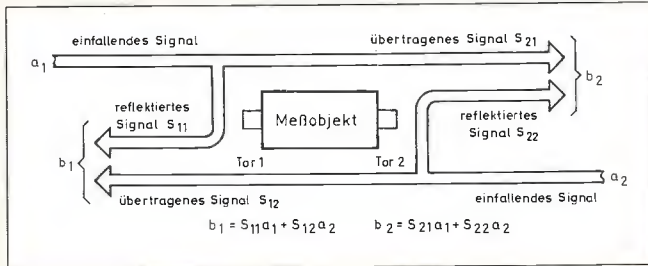 einfallendes Signal
übertragenes Signal S21
a1
b2
reflektiertes
Signal S11
Meßobjekt
reflektiertes
Signal S22
b1
Tor 1
Tor 2
a2
übertragenes Signal S12
einfallendes Signal
b1 = S11a1 + S12a2
b2 = S21a1 + S22a2